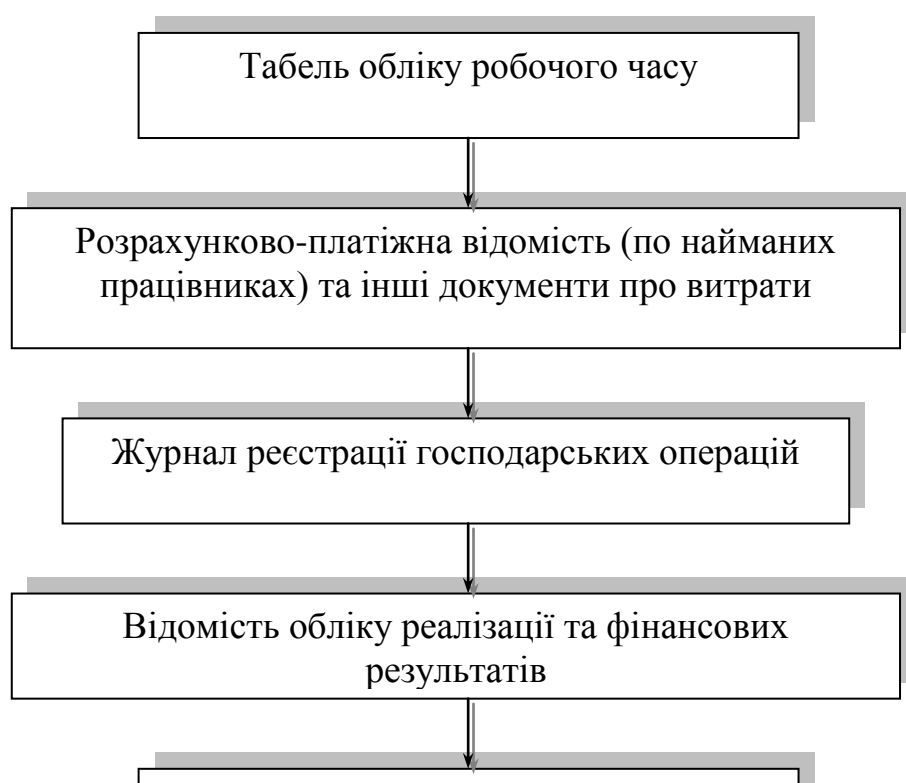 Табель обліку робочого часу
Розрахунково-платіжна відомість (по найманих
працівниках) та інші документи про витрати
Журнал реєстрації господарських операцій
Відомість обліку реалізації та фінансових
результатів